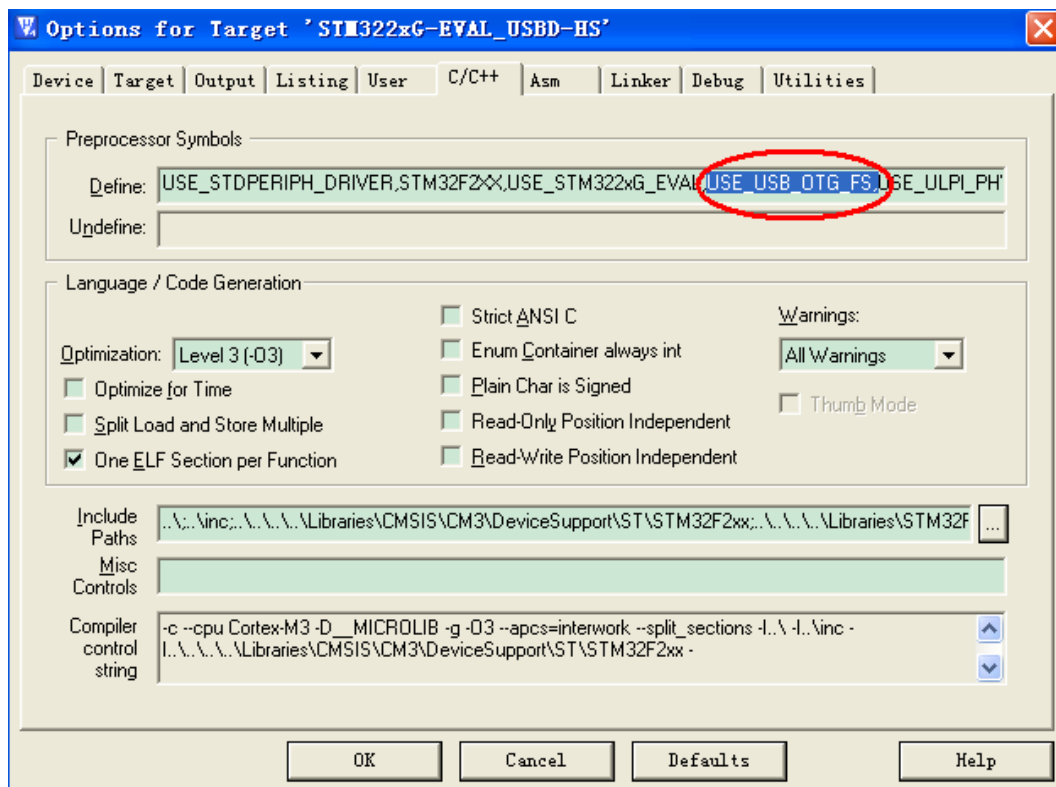 Options for Target 'STM322xG-EVAL_USBD-HS'
Device Target Output Listing User C/C++ Asm Linker Debug Utilities
Preprocessor Symbols
Define: USE_STDPERIPH_DRIVER,STM32F2XX,USE_STM322xG_EVAL,USE_USB_OTG_FS,USE_ULPI_PH
Undefine:
Language / Code Generation
Strict ANSI C Warnings:
Optimization: Level 3 (-O3) Enum Container always int All Warnings
Optimize for Time Plain Char is Signed
Split Load and Store Multiple Read-Only Position Independent Thumb Mode
One ELF Section per Function Read-Write Position Independent
Include Paths ..\;..\inc;..\..\..\..\Libraries\CMSIS\CM3\DeviceSupport\ST\STM32F2xx;..\..\..\..\Libraries\STM32F ...
Misc Controls
Compiler control string -c --cpu Cortex-M3 -D__MICROLIB -g -O3 --apcs=interwork --split_sections -I..\ -I..\inc -
I..\..\..\..\Libraries\CMSIS\CM3\DeviceSupport\ST\STM32F2xx -
OK Cancel Defaults Help